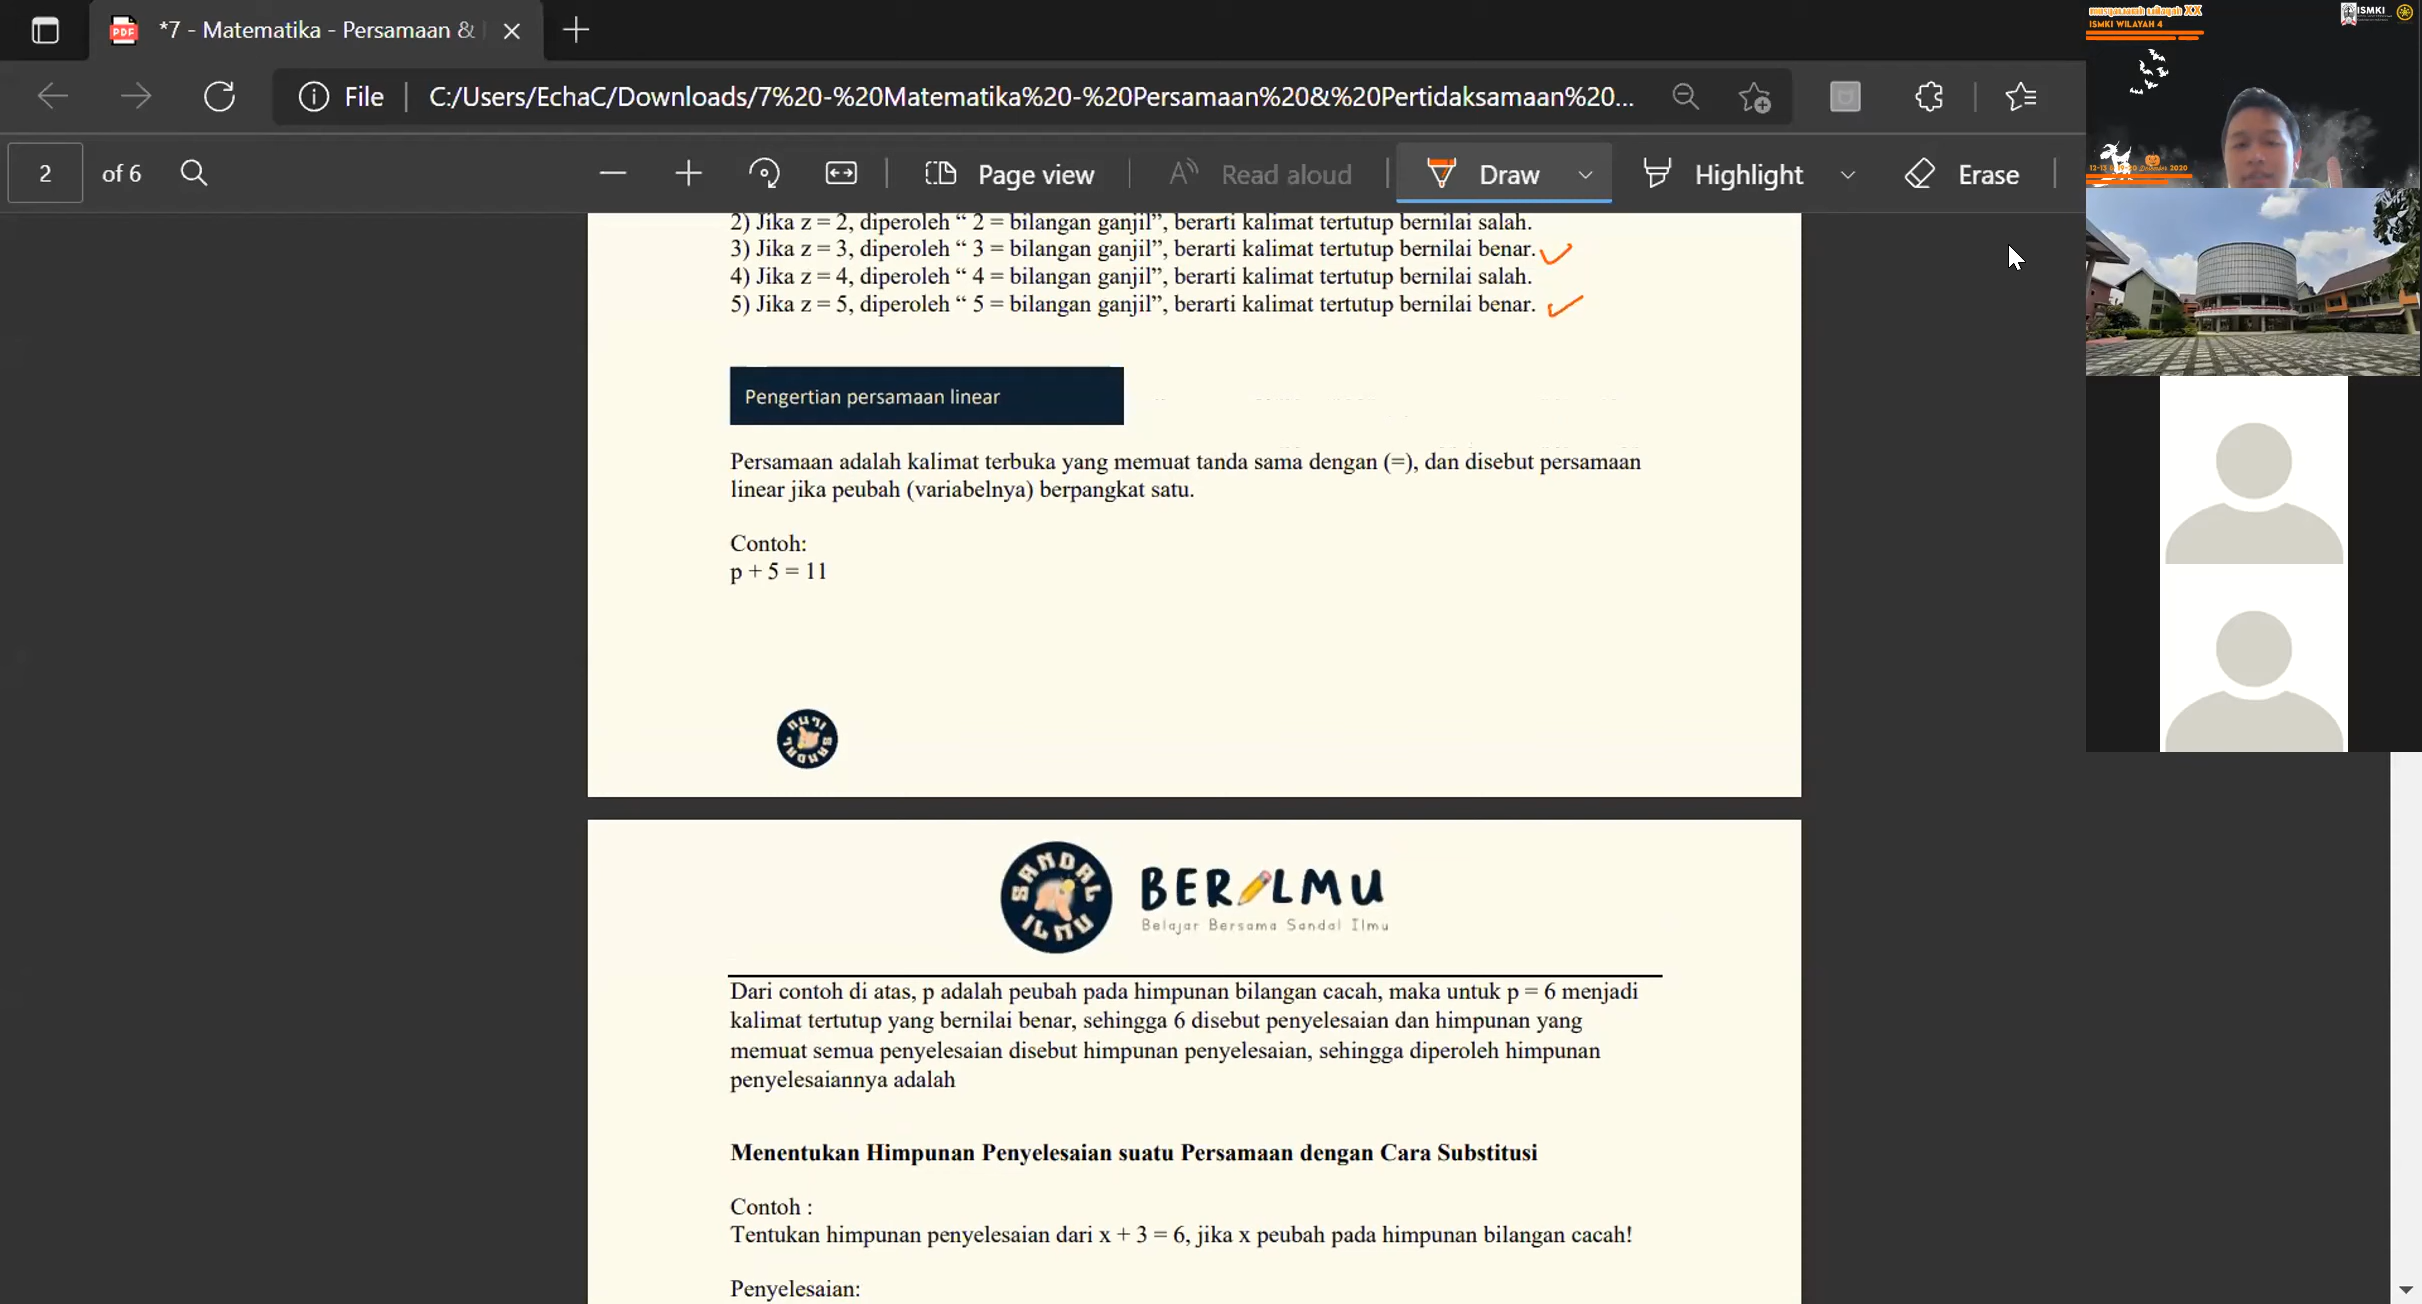 *7 - Matematika - Persamaan &
File
C:/Users/EchaC/Downloads/7%20-%20Matematika%20-%20Persamaan%20&%20Pertidaksamaan%20...
2 of 6
Page view
Read aloud
Draw
Highlight
Erase
musyawarah wilayah XX
ISMKI WILAYAH 4
ISMKI
2) Jika z = 2, diperoleh “ 2 = bilangan ganjil”, berarti kalimat tertutup bernilai salah.
3) Jika z = 3, diperoleh “ 3 = bilangan ganjil”, berarti kalimat tertutup bernilai benar.
4) Jika z = 4, diperoleh “ 4 = bilangan ganjil”, berarti kalimat tertutup bernilai salah.
5) Jika z = 5, diperoleh “ 5 = bilangan ganjil”, berarti kalimat tertutup bernilai benar.
Pengertian persamaan linear
Persamaan adalah kalimat terbuka yang memuat tanda sama dengan (=), dan disebut persamaan
linear jika peubah (variabelnya) berpangkat satu.
Contoh:
p + 5 = 11
SANDAL ILMU
SANDAL ILMU
BERILMU
Belajar Bersama Sandal Ilmu
Dari contoh di atas, p adalah peubah pada himpunan bilangan cacah, maka untuk p = 6 menjadi
kalimat tertutup yang bernilai benar, sehingga 6 disebut penyelesaian dan himpunan yang
memuat semua penyelesaian disebut himpunan penyelesaian, sehingga diperoleh himpunan
penyelesaiannya adalah
Menentukan Himpunan Penyelesaian suatu Persamaan dengan Cara Substitusi
Contoh :
Tentukan himpunan penyelesaian dari x + 3 = 6, jika x peubah pada himpunan bilangan cacah!
Penyelesaian: